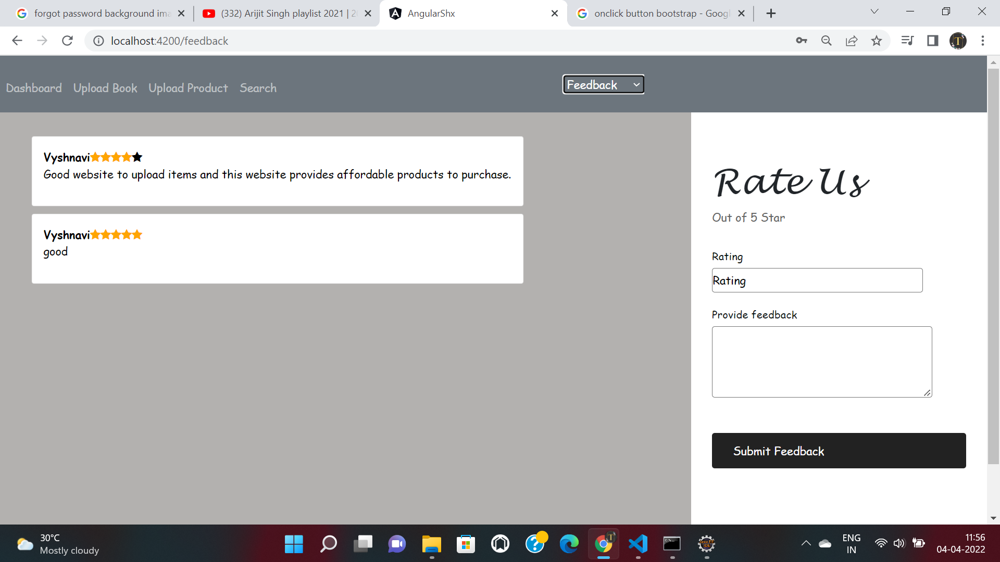 forgot password background ima
(332) Arijit Singh playlist 2021 | 2
AngularShx
onclick button bootstrap - Googl
localhost:4200/feedback
T
Dashboard Upload Book Upload Product Search
Feedback
Vyshnavi
Good website to upload items and this website provides affordable products to purchase.
Vyshnavi
good
Rate Us
Out of 5 Star
Rating
Rating
Provide feedback
Submit Feedback
30°C
Mostly cloudy
ENG
IN
11:56
04-04-2022